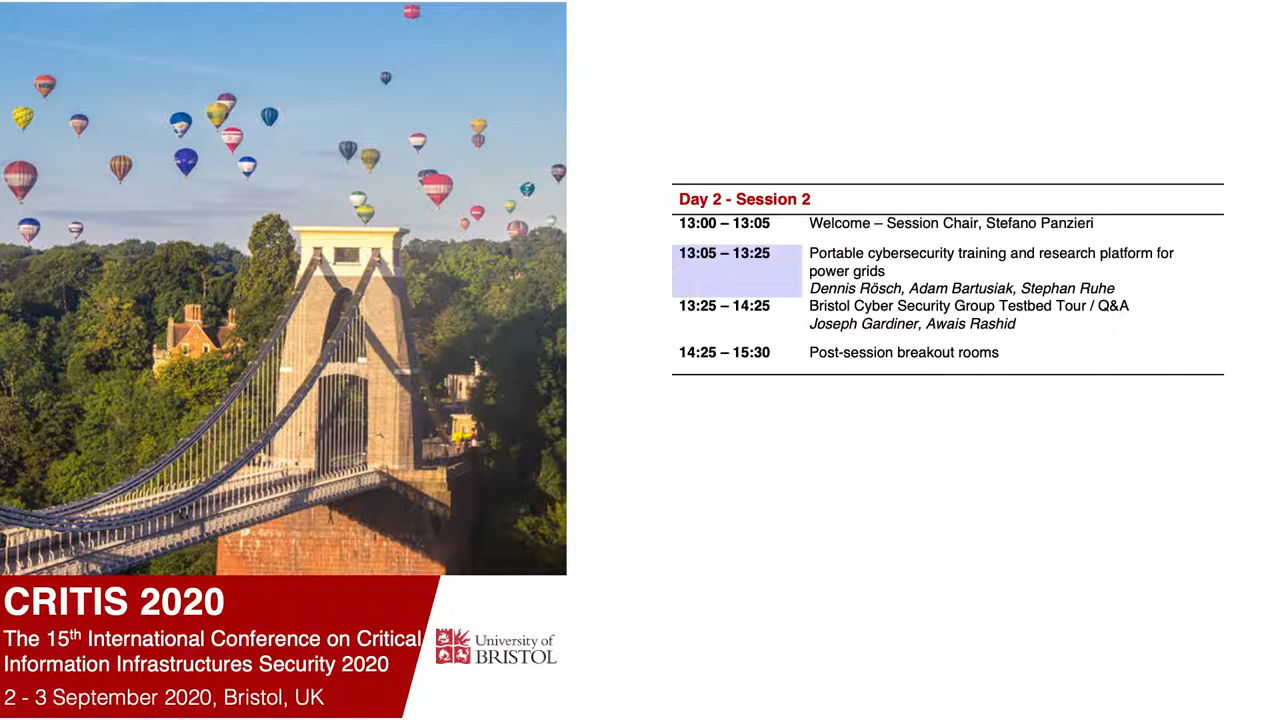 Day 2 - Session 2
13:00 – 13:05 Welcome – Session Chair, Stefano Panzieri
13:05 – 13:25 Portable cybersecurity training and research platform for
power grids
Dennis Rösch, Adam Bartusiak, Stephan Ruhe
13:25 – 14:25 Bristol Cyber Security Group Testbed Tour / Q&A
Joseph Gardiner, Awais Rashid
14:25 – 15:30 Post-session breakout rooms
CRITIS 2020
The 15th International Conference on Critical
Information Infrastructures Security 2020
2 - 3 September 2020, Bristol, UK
University of
BRISTOL